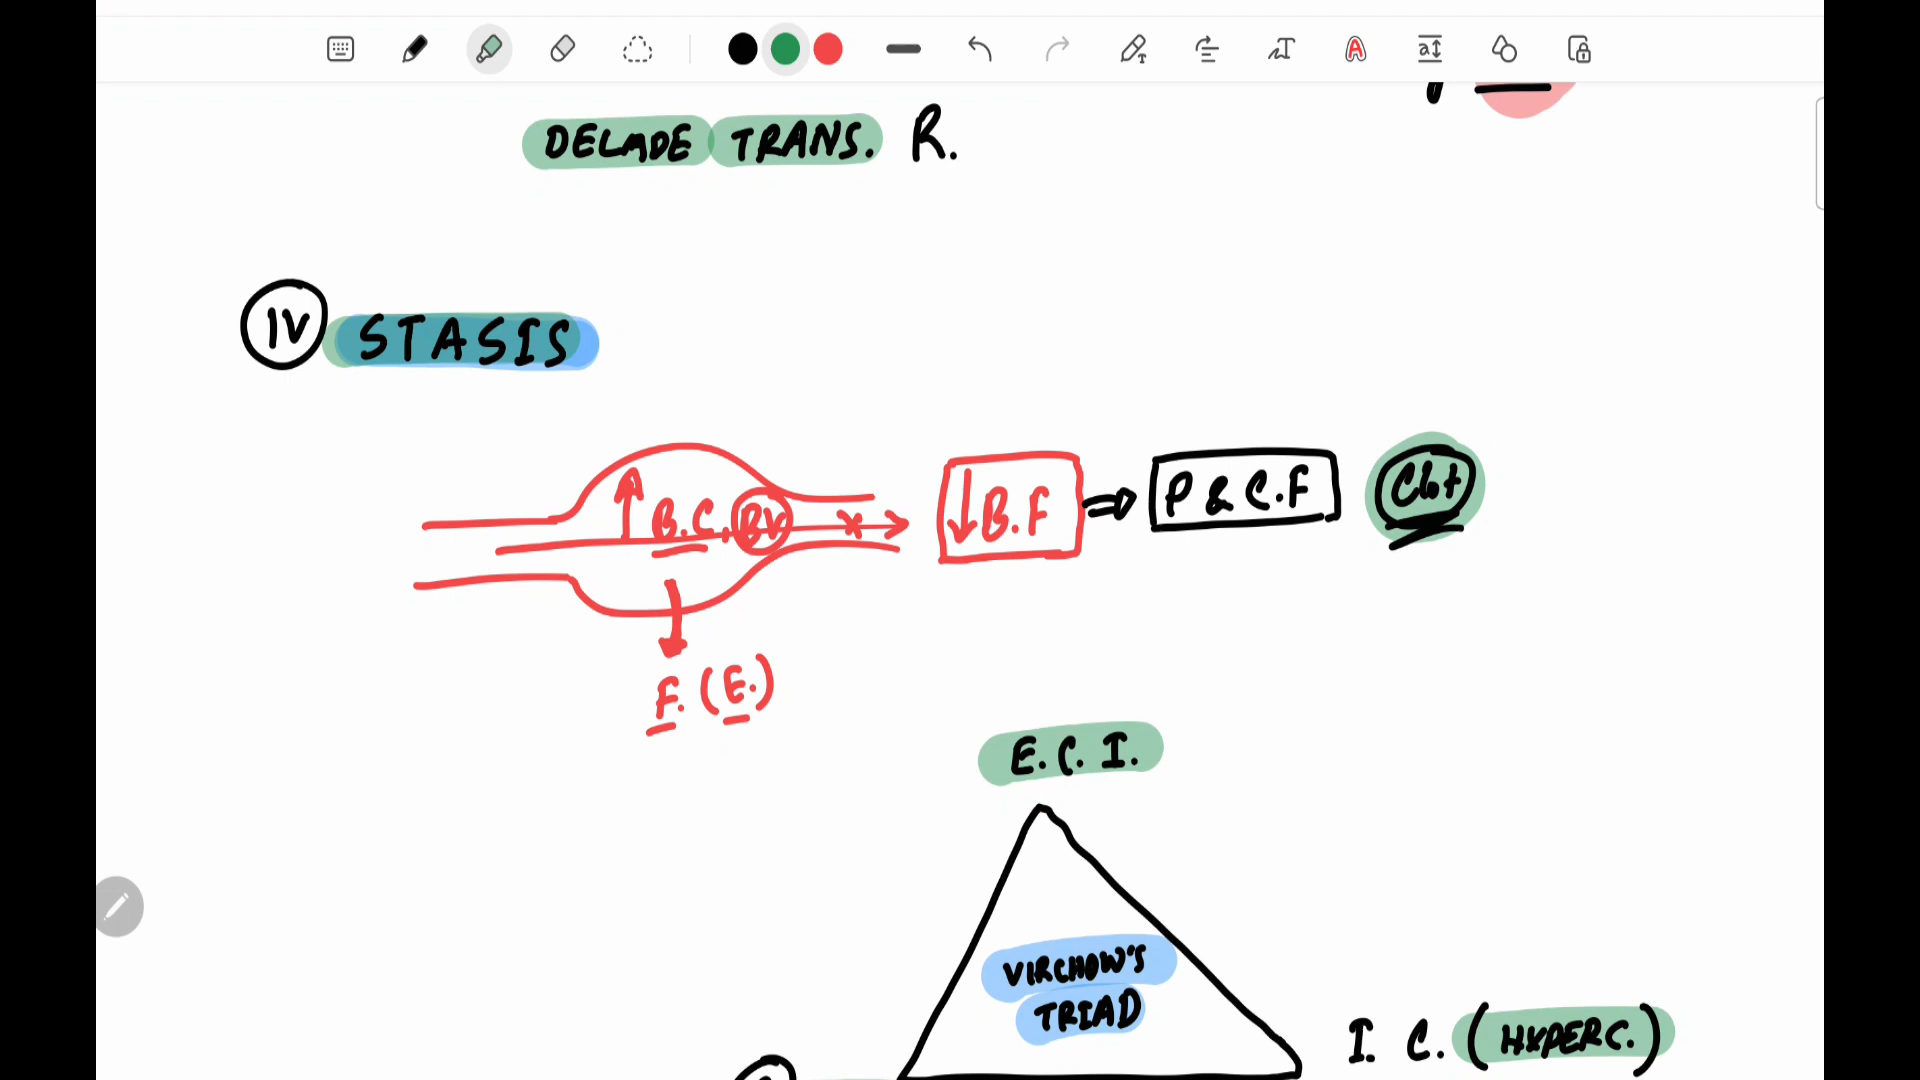 DELADE TRANS. R.
IV STASIS
↑ B.C, BV x → ↓ B.F ⇒ P & C.F Clot
F. (E.)
E.C.I.
VIRCHOW'S
TRIAD
I. C. (HYPERC.)